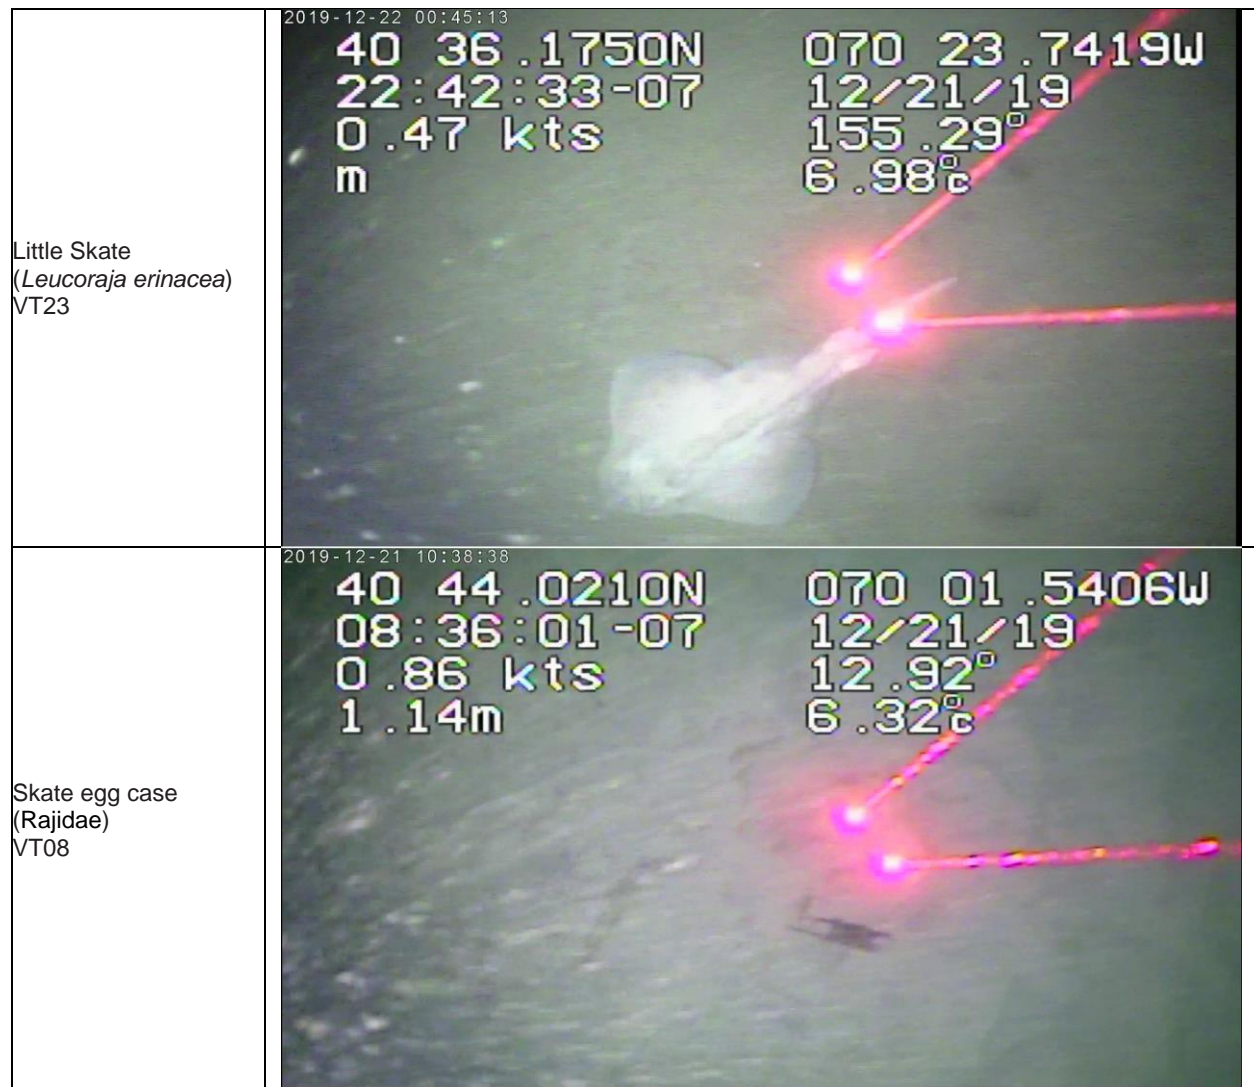 Little Skate
(Leucoraja erinacea)
VT23
2019-12-22 00:45:13
40 36.1750N 070 23.7419W
22:42:33-07 12/21/19
0.47 kts 155.29°
m 6.98°c
Skate egg case
(Rajidae)
VT08
2019-12-21 10:38:38
40 44.0210N 070 01.5406W
08:36:01-07 12/21/19
0.86 kts 12.92°
1.14m 6.32°c